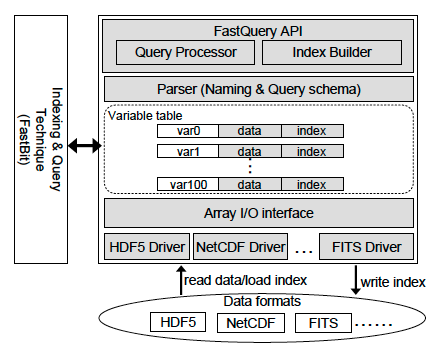 FastQuery API
Query Processor
Index Builder
Parser (Naming & Query schema)
Indexing & Query
Technique
(FastBit)
Variable table
var0 data index
var1 data index
⋮
var100 data index
Array I/O interface
HDF5 Driver
NetCDF Driver
...
FITS Driver
read data/load index
write index
Data formats
HDF5
NetCDF
FITS
......